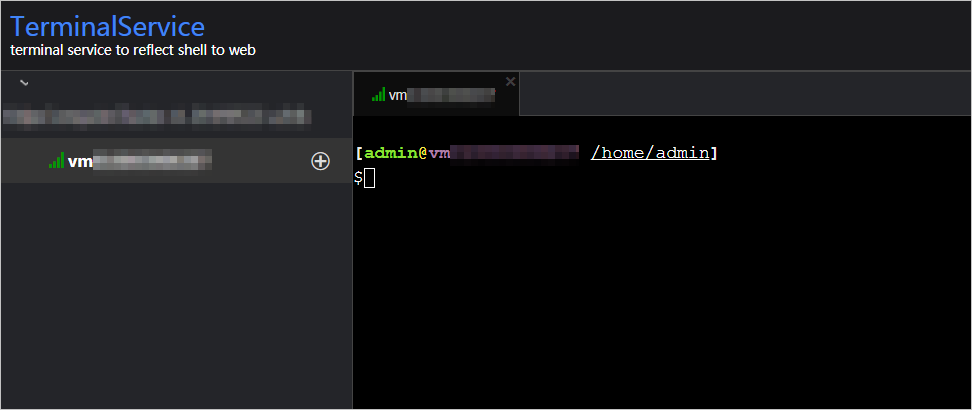 TerminalService
terminal service to reflect shell to web
vm
vm
[admin@vm /home/admin]
$